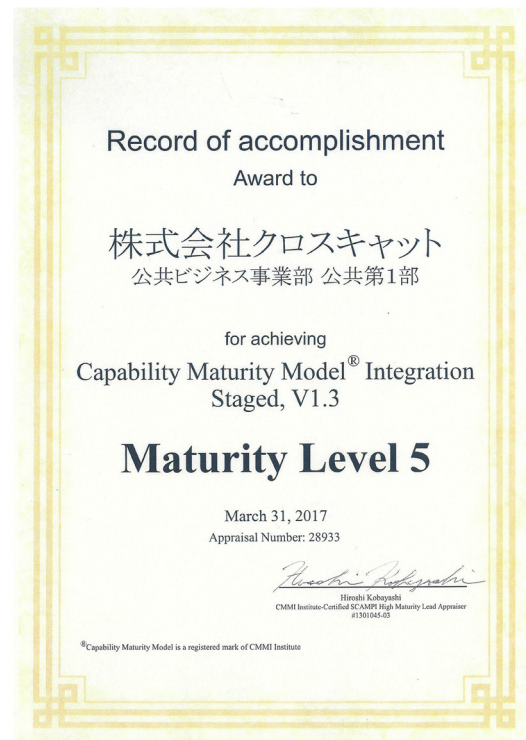 Record of accomplishment
Award to
株式会社クロスキャット
公共ビジネス事業部 公共第1部
for achieving
Capability Maturity Model® Integration
Staged, V1.3
Maturity Level 5
March 31, 2017
Appraisal Number: 28933
Hiroshi Kobayashi
Hiroshi Kobayashi
CMMI Institute-Certified SCAMPI High Maturity Lead Appraiser
#1301045-03
®Capability Maturity Model is a registered mark of CMMI Institute